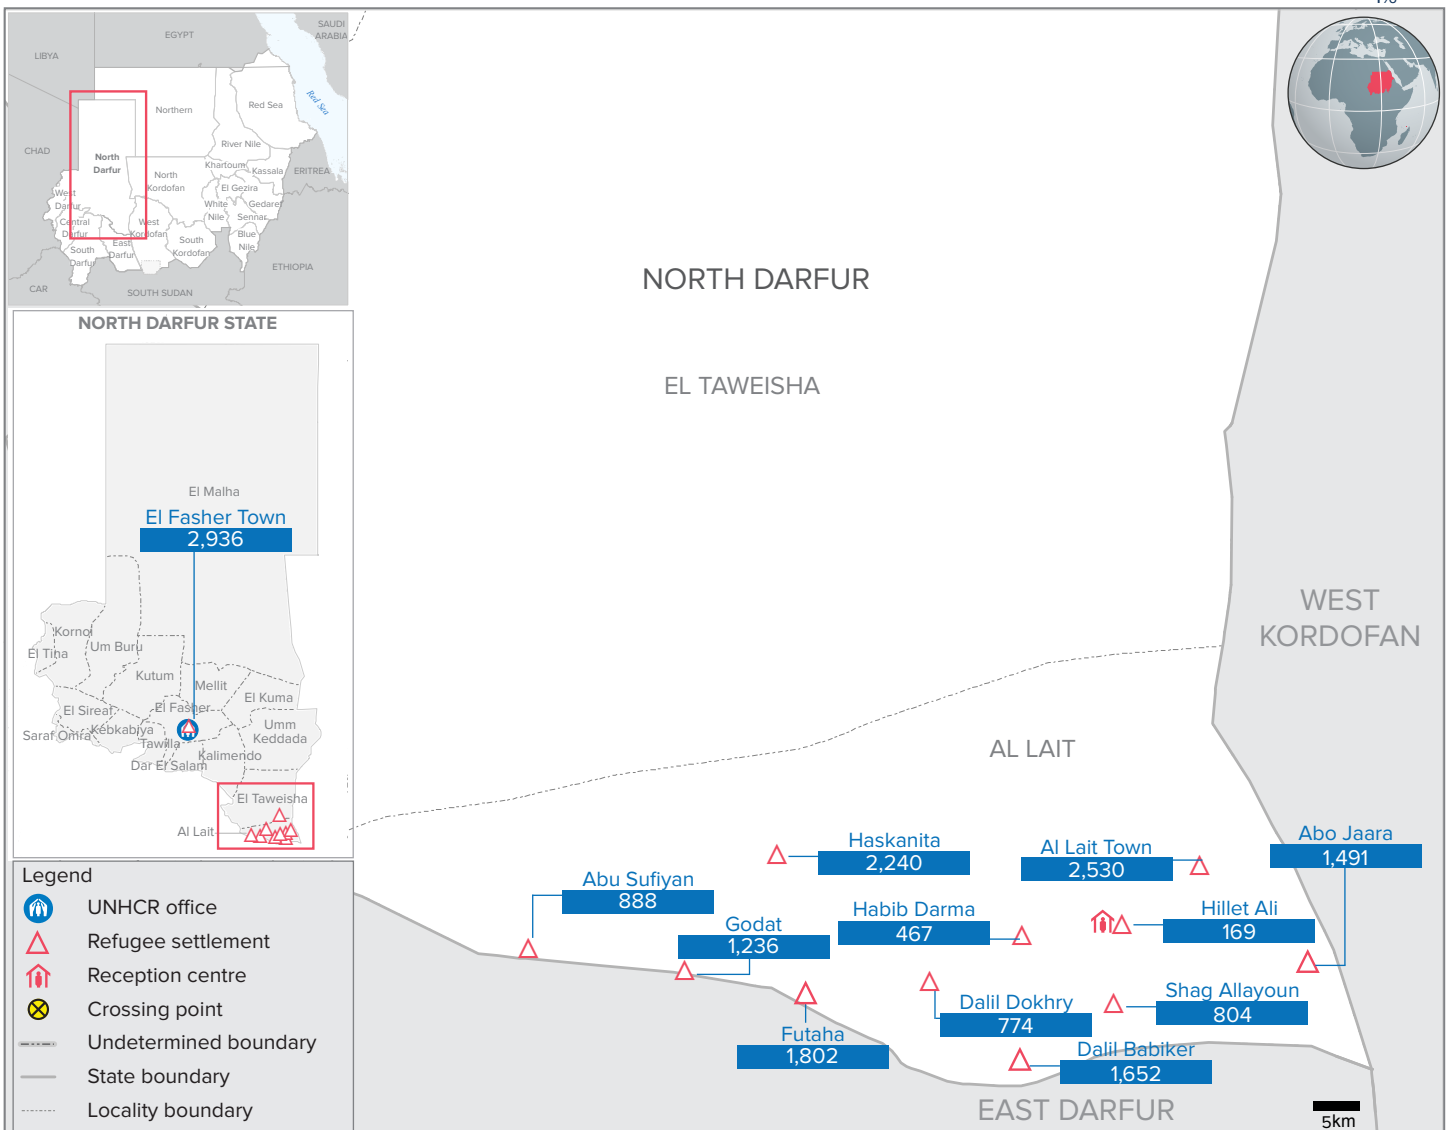 1%
SAUDI
ARABIA
EGYPT
LIBYA
Red Sea
Northern
Red Sea
River Nile
CHAD
North
Darfur
Khartoum
Kassala
ERITREA
North
Kordofan
El Gezira
West
Darfur
White
Nile
Gedaref
Sennar
Central
Darfur
West
Kordofan
South
Kordofan
Blue
Nile
East
Darfur
South
Darfur
ETHIOPIA
CAR
SOUTH SUDAN
NORTH DARFUR STATE
El Malha
El Fasher Town
2,936
Kornoi
El Tina
Um Buru
Kutum
Mellit
El Kuma
El Sireaf
El Fasher
Saraf Omra
Kebkabiya
Tawilla
Umm
Keddada
Kalimendo
Dar El Salam
El Taweisha
Al Lait
Legend
UNHCR office
Refugee settlement
Reception centre
Crossing point
Undetermined boundary
State boundary
Locality boundary
NORTH DARFUR
EL TAWEISHA
WEST
KORDOFAN
AL LAIT
Haskanita
2,240
Al Lait Town
2,530
Abo Jaara
1,491
Abu Sufiyan
888
Godat
1,236
Habib Darma
467
Hillet Ali
169
Futaha
1,802
Dalil Dokhry
774
Shag Allayoun
804
Dalil Babiker
1,652
EAST DARFUR
5km